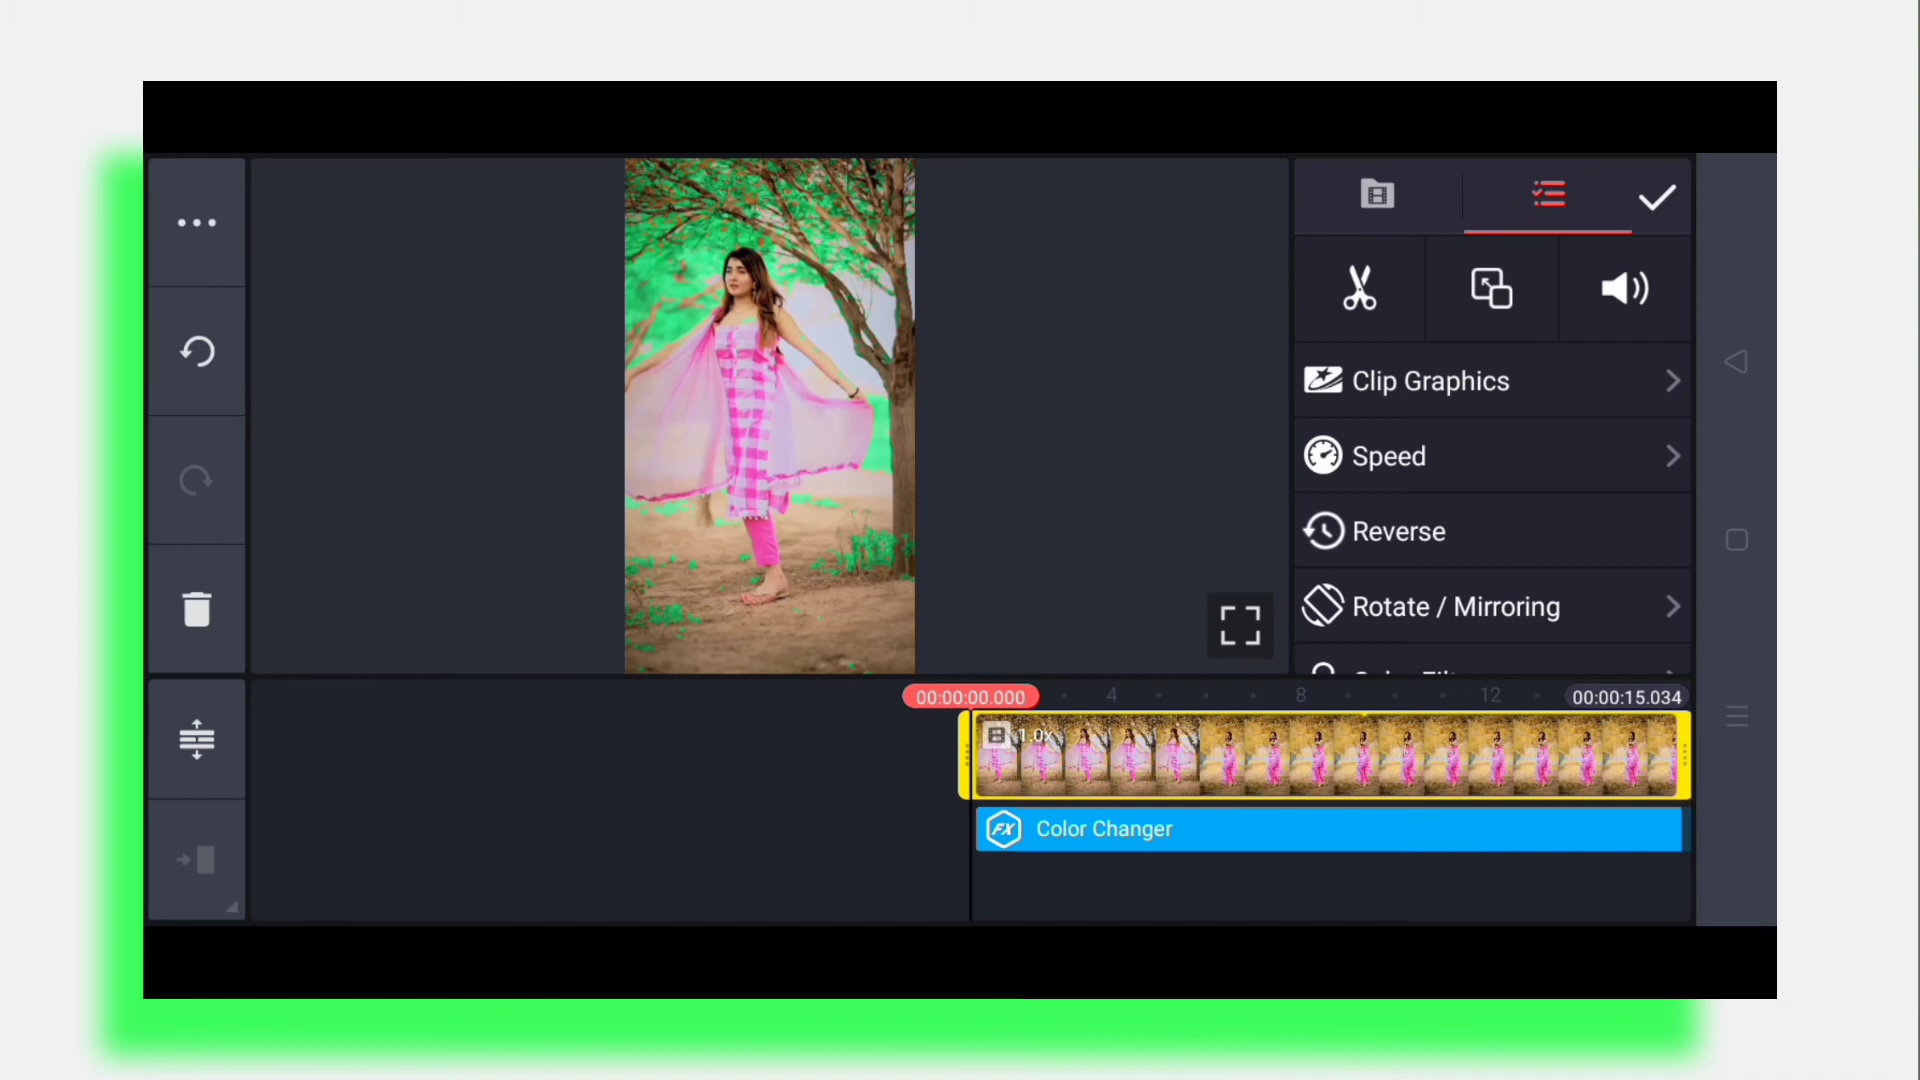 Clip Graphics
Speed
Reverse
Rotate / Mirroring
00:00:00.000
4
8
12
00:00:15.034
1.0x
FX
Color Changer